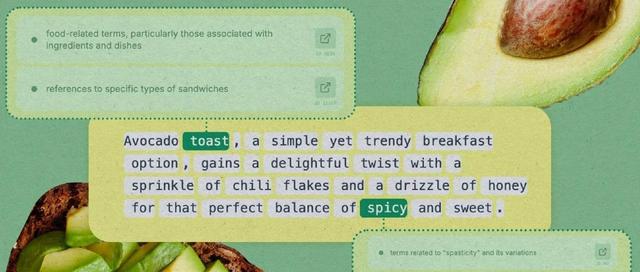 food-related terms, particularly those associated with
ingredients and dishes
references to specific types of sandwiches
Avocado toast, a simple yet trendy breakfast
option, gains a delightful twist with a
sprinkle of chili flakes and a drizzle of honey
for that perfect balance of spicy and sweet.
terms related to "spasticity" and its variations